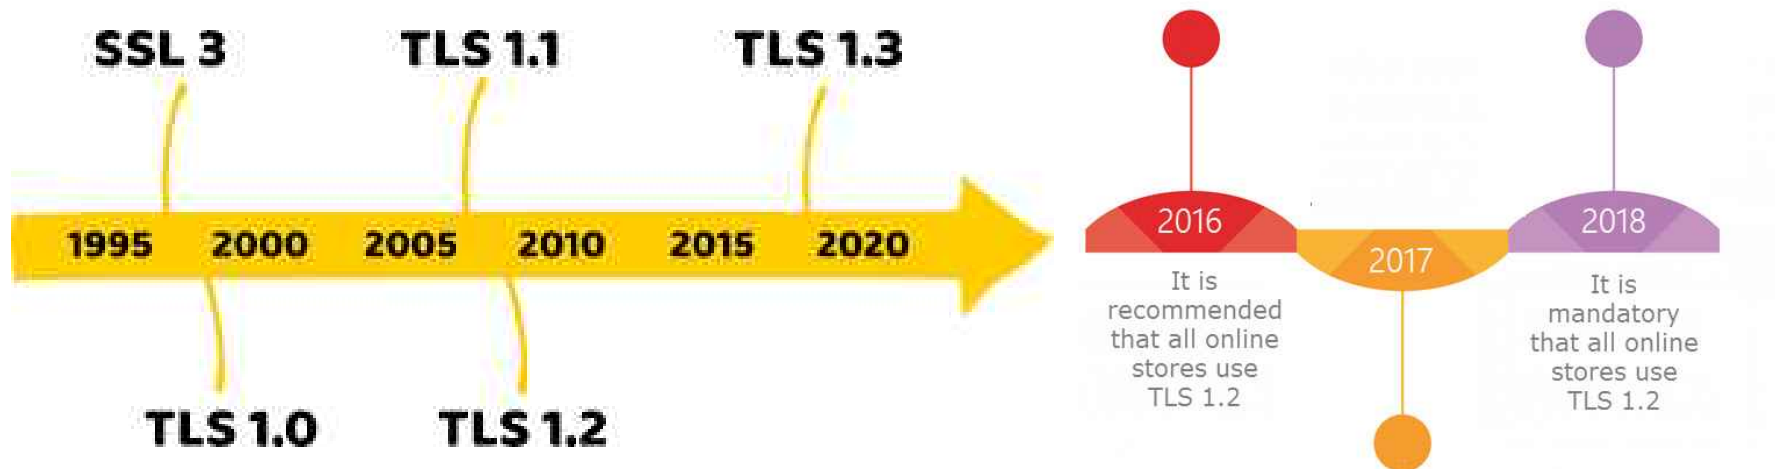 SSL 3 TLS 1.1 TLS 1.3
1995 2000 2005 2010 2015 2020
TLS 1.0 TLS 1.2
2016
It is
recommended
that all online
stores use
TLS 1.2
2017
2018
It is
mandatory
that all online
stores use
TLS 1.2